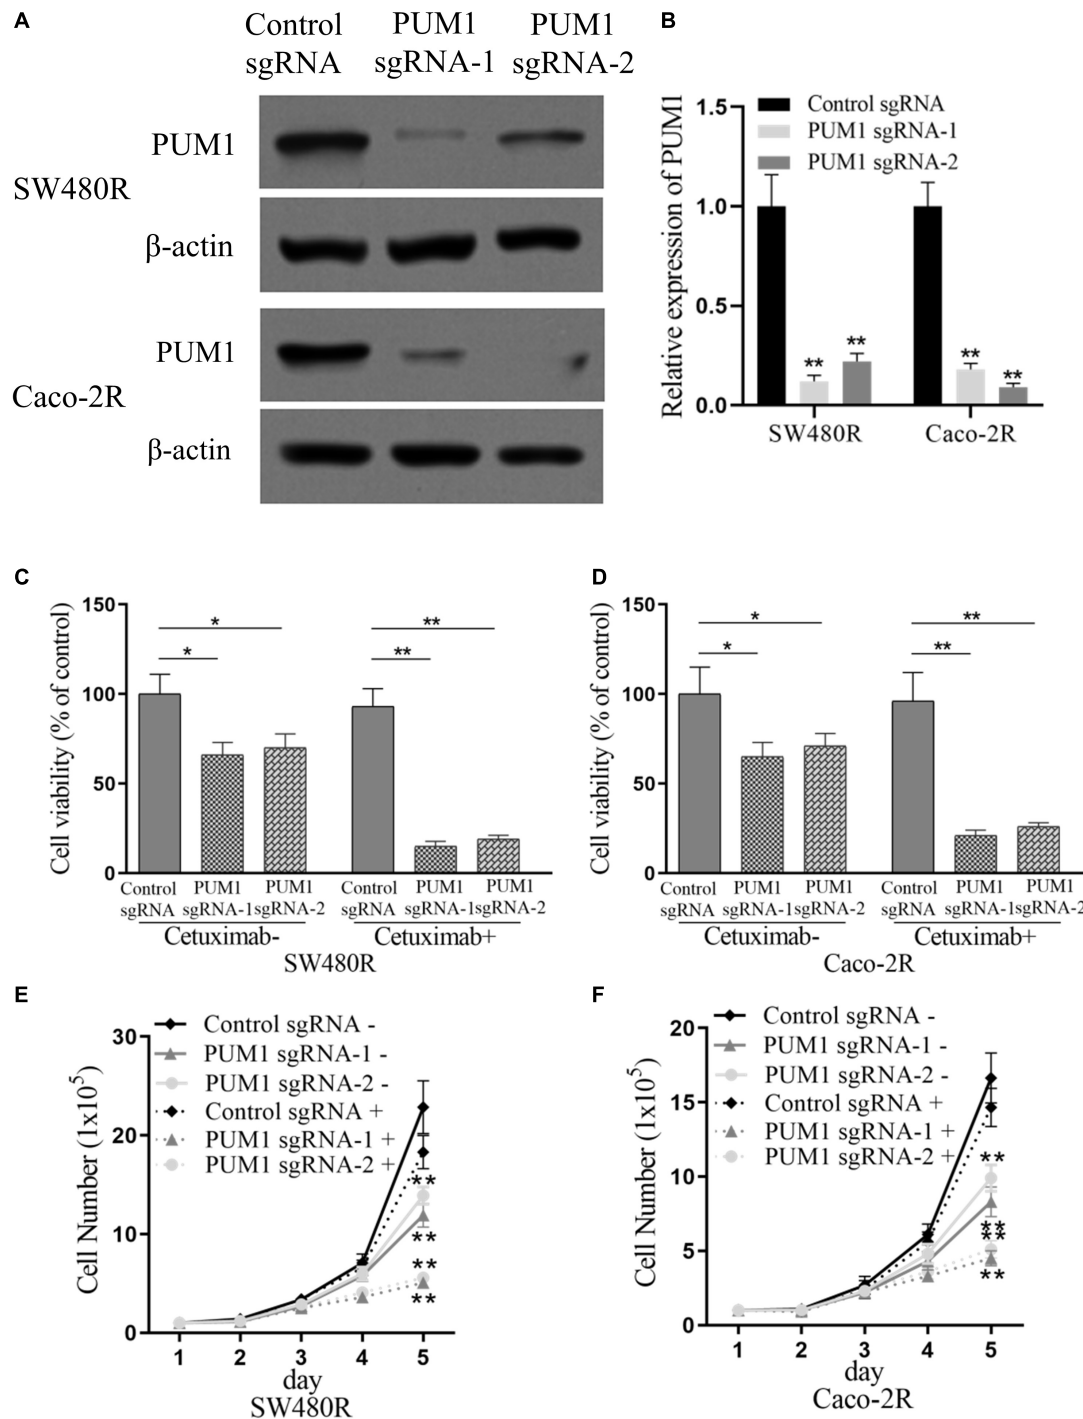 A
Control PUM1 PUM1
sgRNA sgRNA-1 sgRNA-2
PUM1
SW480R
β-actin
PUM1
Caco-2R
β-actin
B
Relative expression of PUM1
1.5
1.0
0.5
0.0
Control sgRNA
PUM1 sgRNA-1
PUM1 sgRNA-2
** ** ** **
SW480R Caco-2R
C
Cell viability (% of control)
150
100
50
0
* **
* **
Control PUM1 PUM1 Control PUM1 PUM1
sgRNA sgRNA-1 sgRNA-2 sgRNA sgRNA-1 sgRNA-2
Cetuximab- Cetuximab+
SW480R
D
Cell viability (% of control)
150
100
50
0
* **
* **
Control PUM1 PUM1 Control PUM1 PUM1
sgRNA sgRNA-1 sgRNA-2 sgRNA sgRNA-1 sgRNA-2
Cetuximab- Cetuximab+
Caco-2R
E
Cell Number (1x10⁵)
30
20
10
0
Control sgRNA -
PUM1 sgRNA-1 -
PUM1 sgRNA-2 -
Control sgRNA +
PUM1 sgRNA-1 +
PUM1 sgRNA-2 +
**
**
**
**
1 2 3 4 5
day
SW480R
F
Cell Number (1x10⁵)
20
15
10
5
0
Control sgRNA -
PUM1 sgRNA-1 -
PUM1 sgRNA-2 -
Control sgRNA +
PUM1 sgRNA-1 +
PUM1 sgRNA-2 +
**
**
**
**
1 2 3 4 5
day
Caco-2R